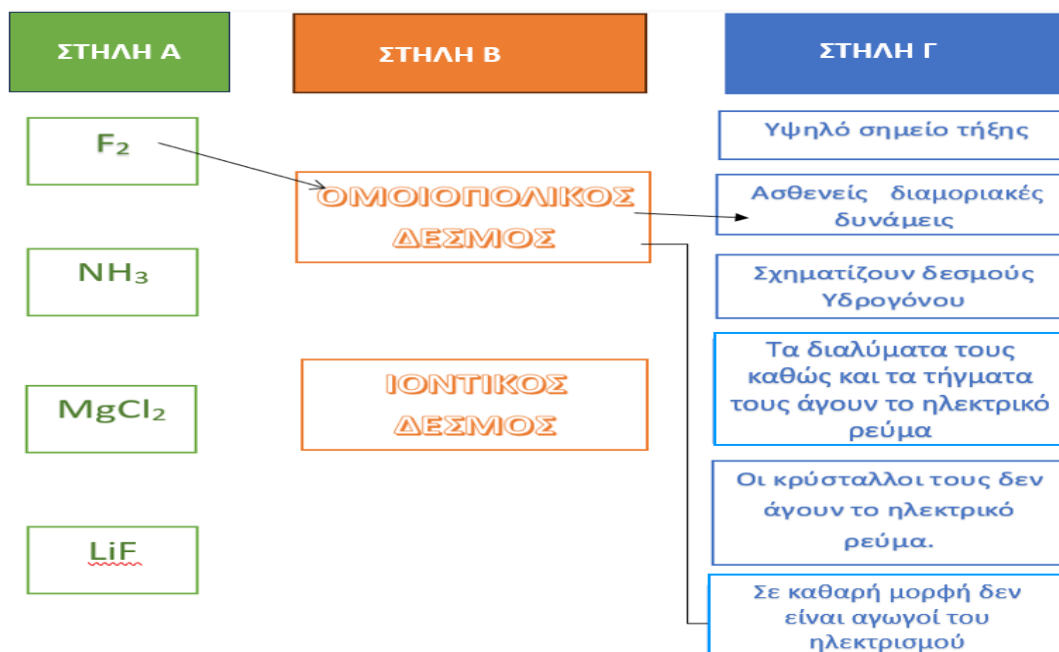 ΣΤΗΛΗ Α
ΣΤΗΛΗ Β
ΣΤΗΛΗ Γ
F₂
NH₃
MgCl₂
LiF
ΟΜΟΙΟΠΟΛΙΚΟΣ
ΔΕΣΜΟΣ
ΙΟΝΤΙΚΟΣ
ΔΕΣΜΟΣ
Υψηλό σημείο τήξης
Ασθενείς διαμοριακές
δυνάμεις
Σχηματίζουν δεσμούς
Υδρογόνου
Τα διαλύματα τους
καθώς και τα τήγματα
τους άγουν το ηλεκτρικό
ρεύμα
Οι κρύσταλλοι τους δεν
άγουν το ηλεκτρικό
ρεύμα.
Σε καθαρή μορφή δεν
είναι αγωγοί του
ηλεκτρισμού